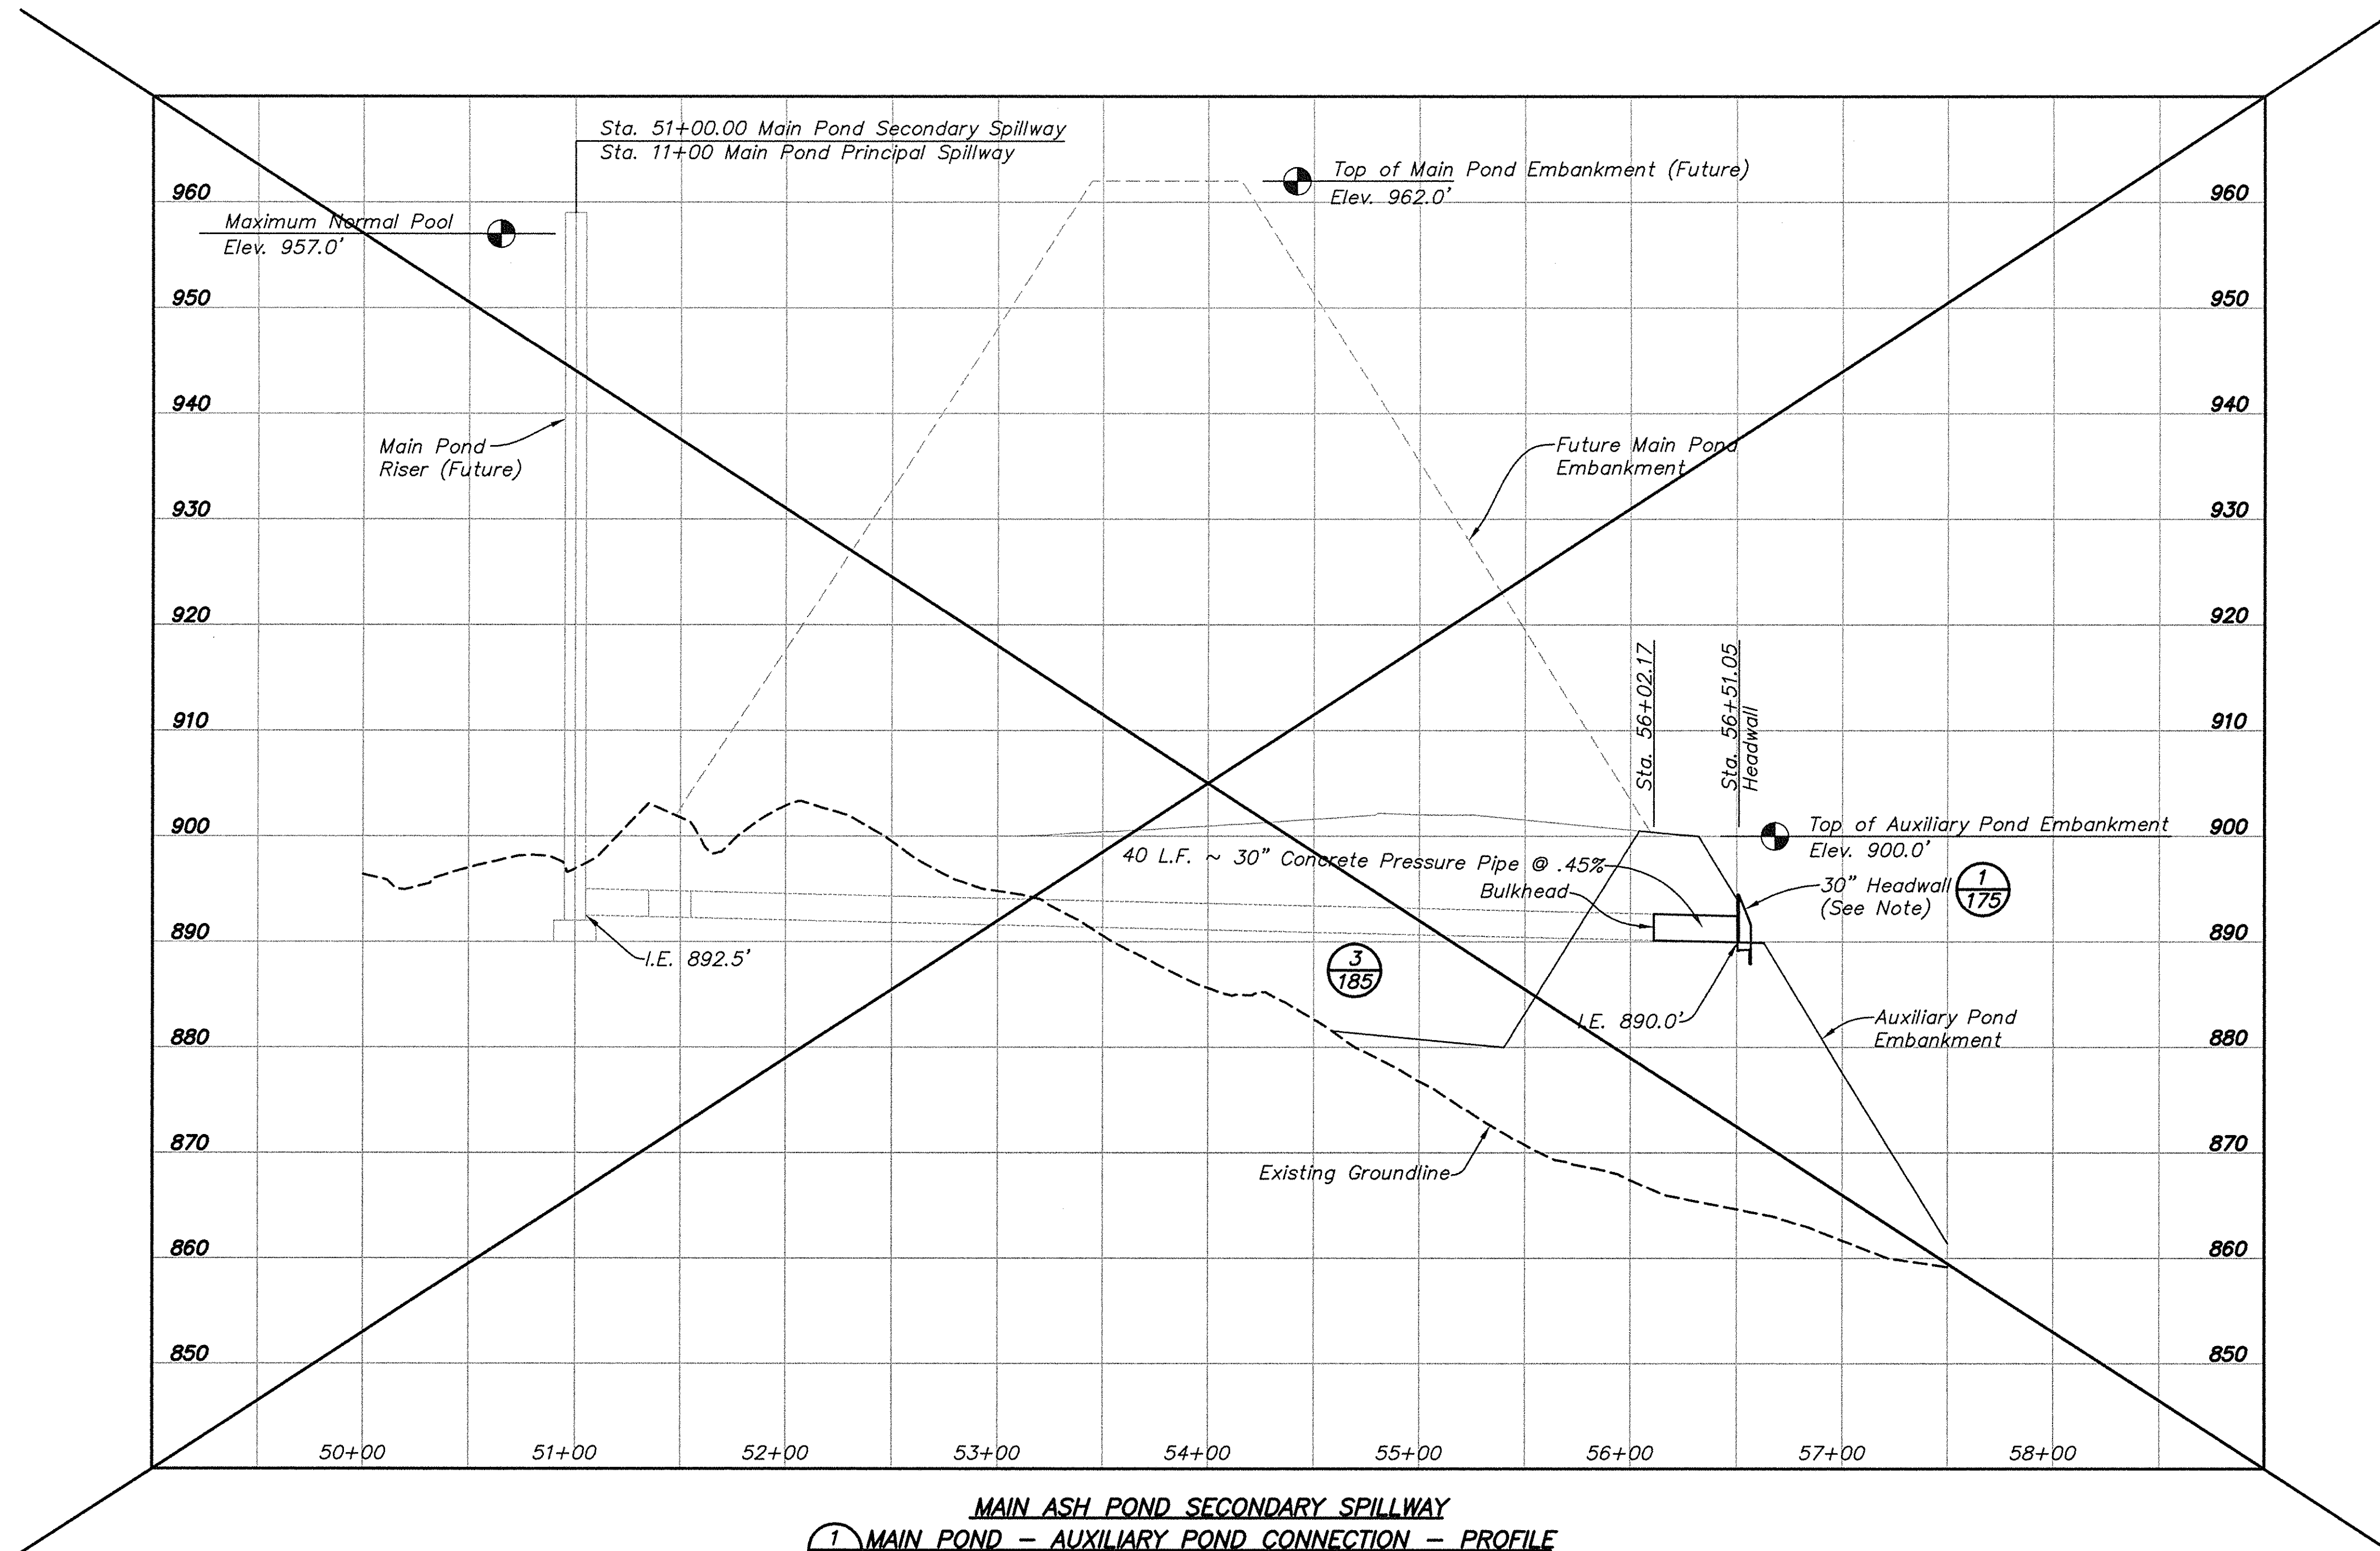 Sta. 51+00.00 Main Pond Secondary Spillway
Sta. 11+00 Main Pond Principal Spillway
Top of Main Pond Embankment (Future)
Elev. 962.0'
960
960
Maximum Normal Pool
Elev. 957.0'
950
950
940
940
Main Pond
Riser (Future)
Future Main Pond
Embankment
930
930
920
920
Sta. 56+02.17
Sta. 56+51.05
Headwall
910
910
900
Top of Auxiliary Pond Embankment
900
Elev. 900.0'
40 L.F. ~ 30" Concrete Pressure Pipe @ .45%
Bulkhead
30" Headwall
(See Note)
1
175
890
890
I.E. 892.5'
3
185
I.E. 890.0'
Auxiliary Pond
Embankment
880
880
870
870
Existing Groundline
860
860
850
850
50+00 51+00 52+00 53+00 54+00 55+00 56+00 57+00 58+00
MAIN ASH POND SECONDARY SPILLWAY
1 MAIN POND – AUXILIARY POND CONNECTION – PROFILE